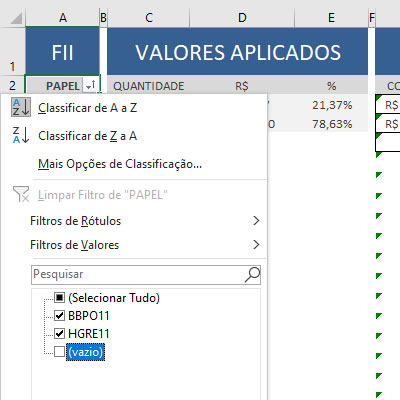 A B C D E F
1 FII VALORES APLICADOS
2 PAPEL QUANTIDADE R$ % CO
Classificar de A a Z
21,37% R$
Classificar de Z a A
0 78,63% R$
Mais Opções de Classificação...
Limpar Filtro de "PAPEL"
Filtros de Rótulos
Filtros de Valores
Pesquisar
(Selecionar Tudo)
BBPO11
HGRE11
(vazio)